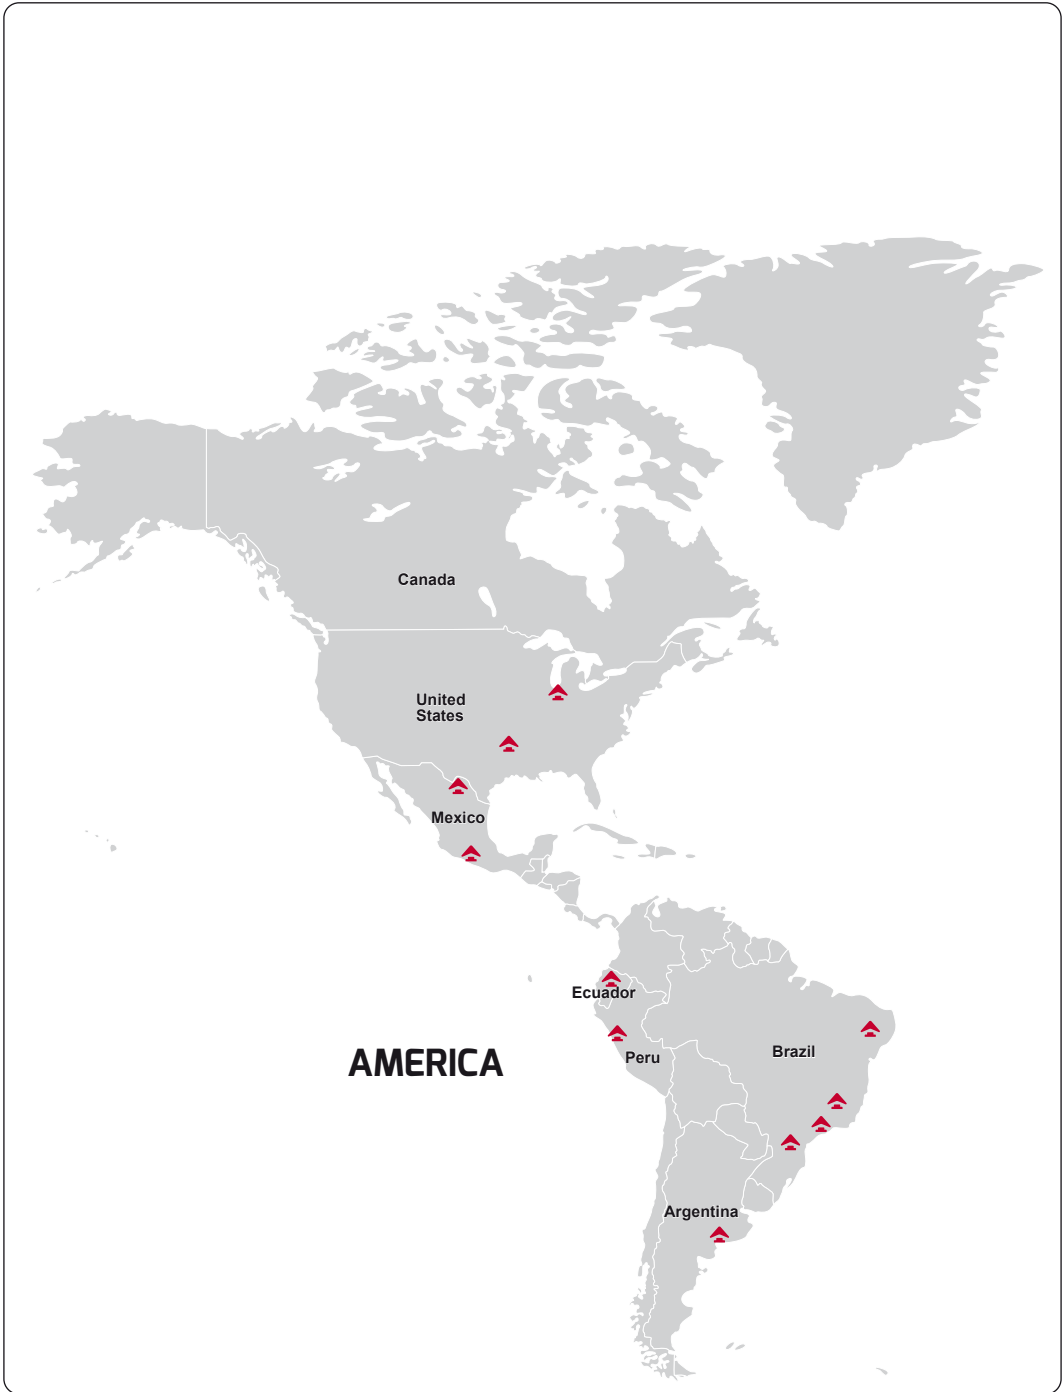 Canada
United
States
Mexico
Ecuador
Peru
Brazil
AMERICA
Argentina